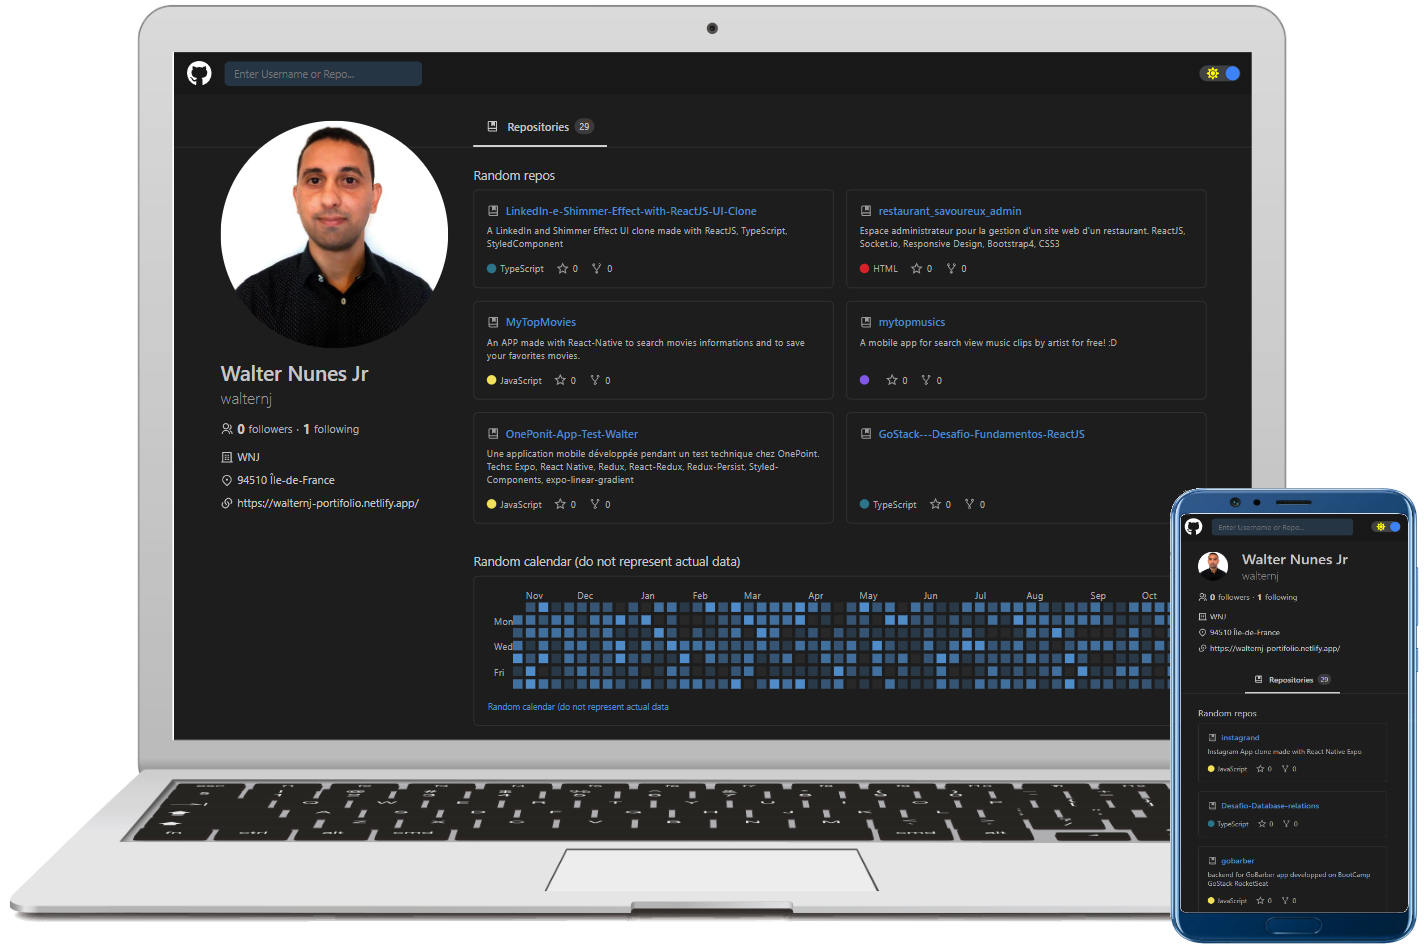 Enter Username or Repo...
Repositories 29
Walter Nunes Jr
walternj
0 followers · 1 following
WNJ
94510 Île-de-France
https://walternj-portifolio.netlify.app/
Random repos
LinkedIn-e-Shimmer-Effect-with-ReactJS-UI-Clone
A LinkedIn and Shimmer Effect UI clone made with ReactJS, TypeScript,
StyledComponent
TypeScript 0 0
restaurant_savoureux_admin
Espace administrateur pour la gestion d'un site web d'un restaurant. ReactJS,
Socket.io, Responsive Design, Bootstrap4, CSS3
HTML 0 0
MyTopMovies
An APP made with React-Native to search movies informations and to save
your favorites movies.
JavaScript 0 0
mytopmusics
A mobile app for search view music clips by artist for free! :D
0 0
OnePonit-App-Test-Walter
Une application mobile développée pendant un test technique chez OnePoint.
Techs: Expo, React Native, Redux, React-Redux, Redux-Persist, Styled-
Components, expo-linear-gradient
JavaScript 0 0
GoStack---Desafio-Fundamentos-ReactJS
TypeScript 0 0
Random calendar (do not represent actual data)
Nov Dec Jan Feb Mar Apr May Jun Jul Aug Sep Oct
Mon
Wed
Fri
Random calendar (do not represent actual data
Enter Username or Repo...
Walter Nunes Jr
walternj
0 followers · 1 following
WNJ
94510 Île-de-France
https://walternj-portifolio.netlify.app/
Repositories 29
Random repos
instagrand
Instagram App clone made with React Native Expo
JavaScript 0 0
Desafio-Database-relations
TypeScript 0 0
gobarber
backend for GoBarber app developped on BootCamp
GoStack RocketSeat
JavaScript 0 0